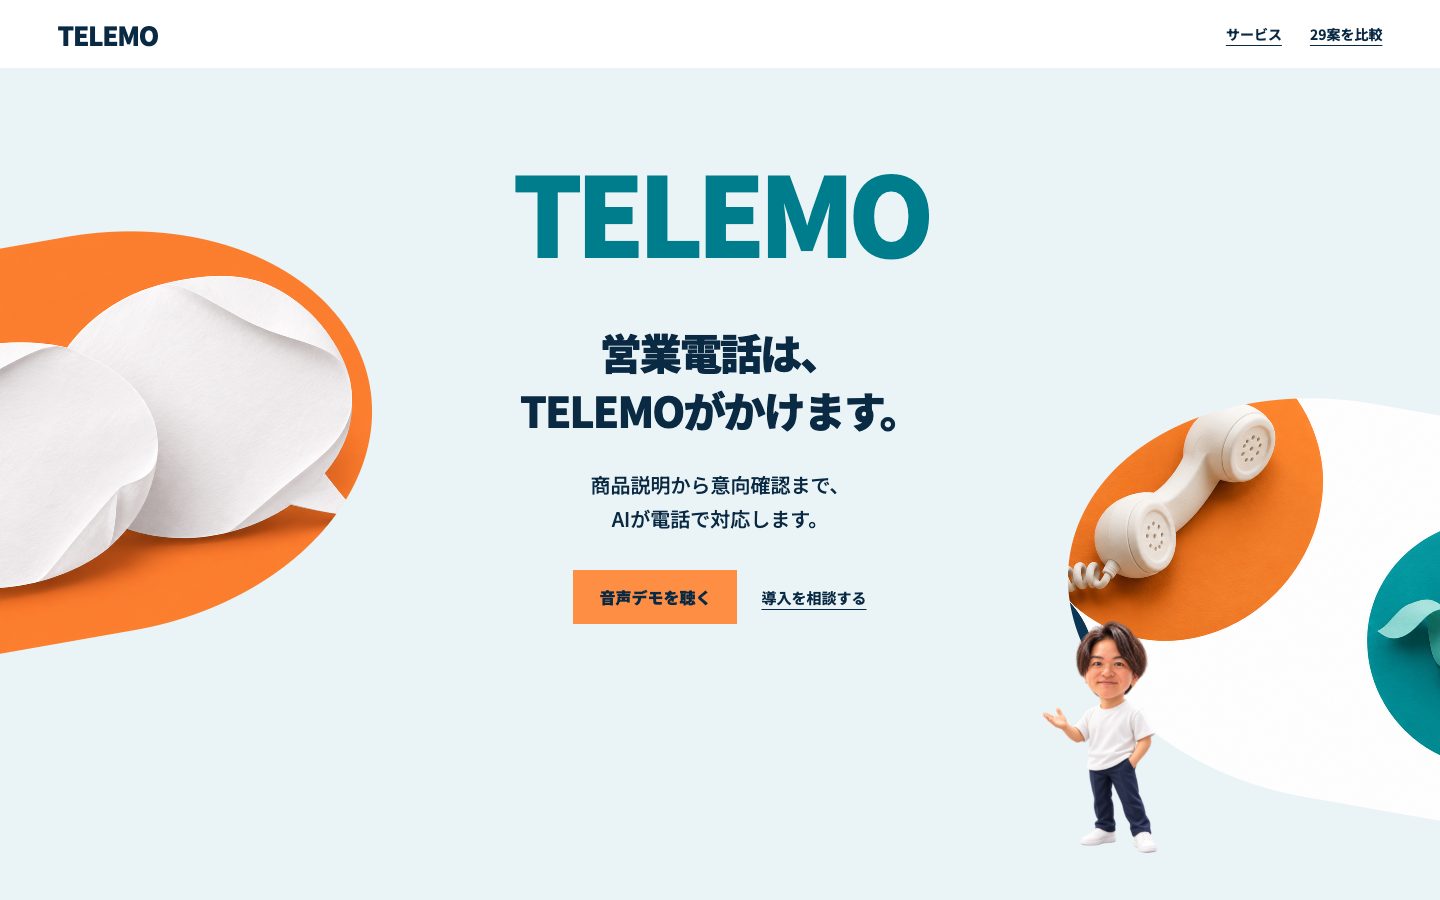 TELEMO
サービス
29案を比較
TELEMO
営業電話は、
TELEMOがかけます。
商品説明から意向確認まで、
AIが電話で対応します。
音声デモを聴く
導入を相談する